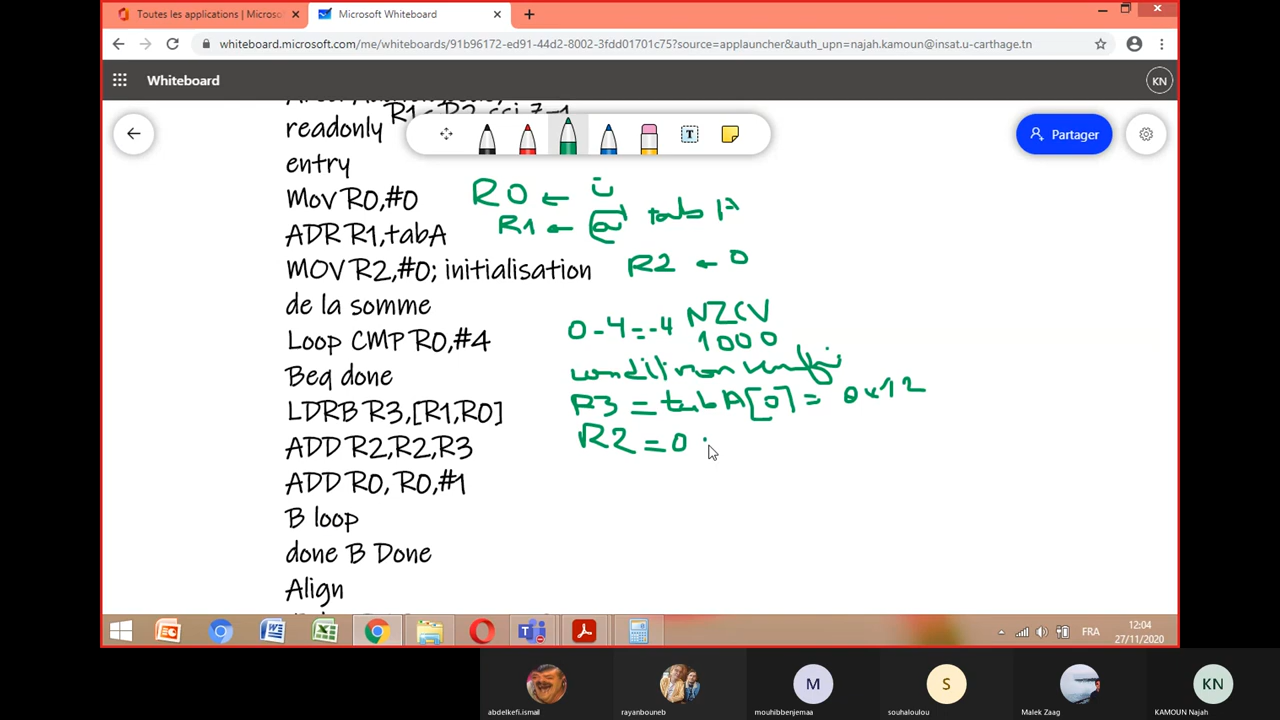 Toutes les applications | Microso
Microsoft Whiteboard
whiteboard.microsoft.com/me/whiteboards/91b96172-ed91-44d2-8002-3fdd01701c75?source=applauncher&auth_upn=najah.kamoun@insat.u-carthage.tn
Whiteboard
KN
readonly
Partager
entry
Mov R0,#0
R0 ←
ADR R1,tabA
R1 ← @ tab A
MOV R2,#0; initialisation
R2 ← 0
de la somme
Loop CMP R0,#4
0-4=-4 NZCV
1000
Beq done
condition
LDRB R3,[R1,R0]
R3 = tabA[0] = 0x12
ADD R2,R2,R3
R2 = 0
ADD R0, R0,#1
B loop
done B Done
Align
FRA
12:04
27/11/2020
abdelkefi.ismail
rayanbouneb
M
mouhibbenjemaa
S
souhaloulou
Malek Zaag
KN
KAMOUN Najah